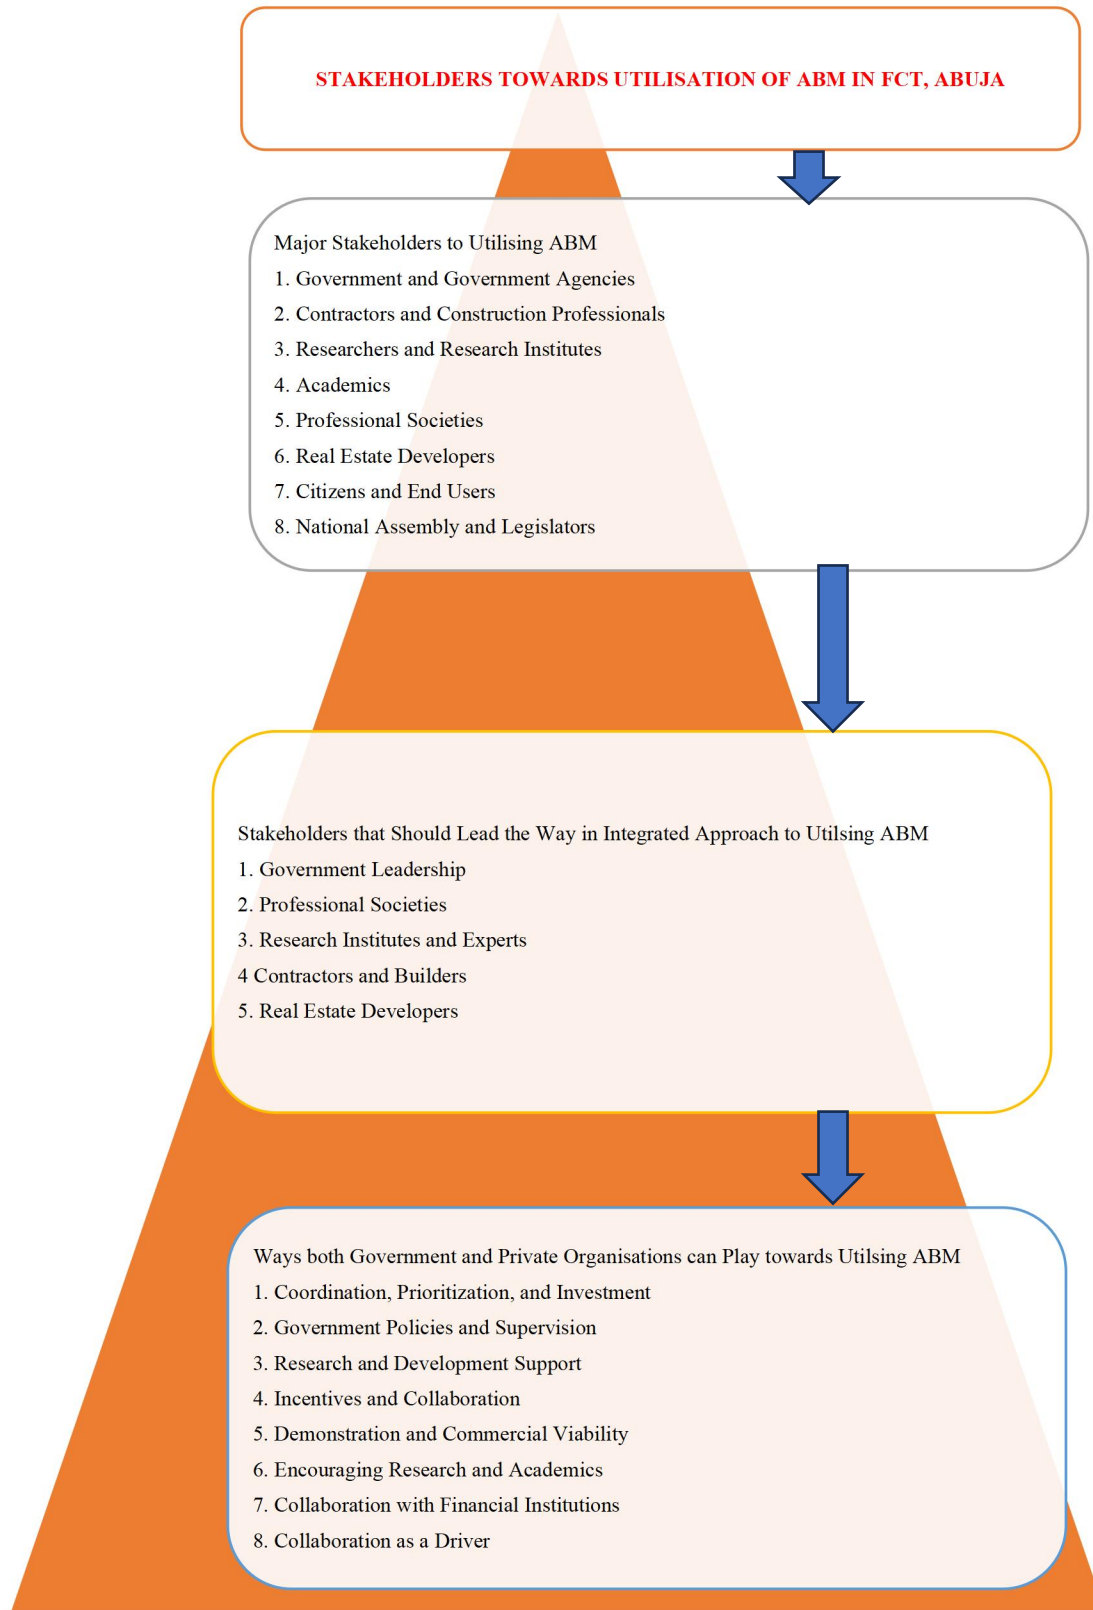 STAKEHOLDERS TOWARDS UTILISATION OF ABM IN FCT, ABUJA
Major Stakeholders to Utilising ABM
1. Government and Government Agencies
2. Contractors and Construction Professionals
3. Researchers and Research Institutes
4. Academics
5. Professional Societies
6. Real Estate Developers
7. Citizens and End Users
8. National Assembly and Legislators
Stakeholders that Should Lead the Way in Integrated Approach to Utilsing ABM
1. Government Leadership
2. Professional Societies
3. Research Institutes and Experts
4 Contractors and Builders
5. Real Estate Developers
Ways both Government and Private Organisations can Play towards Utilsing ABM
1. Coordination, Prioritization, and Investment
2. Government Policies and Supervision
3. Research and Development Support
4. Incentives and Collaboration
5. Demonstration and Commercial Viability
6. Encouraging Research and Academics
7. Collaboration with Financial Institutions
8. Collaboration as a Driver